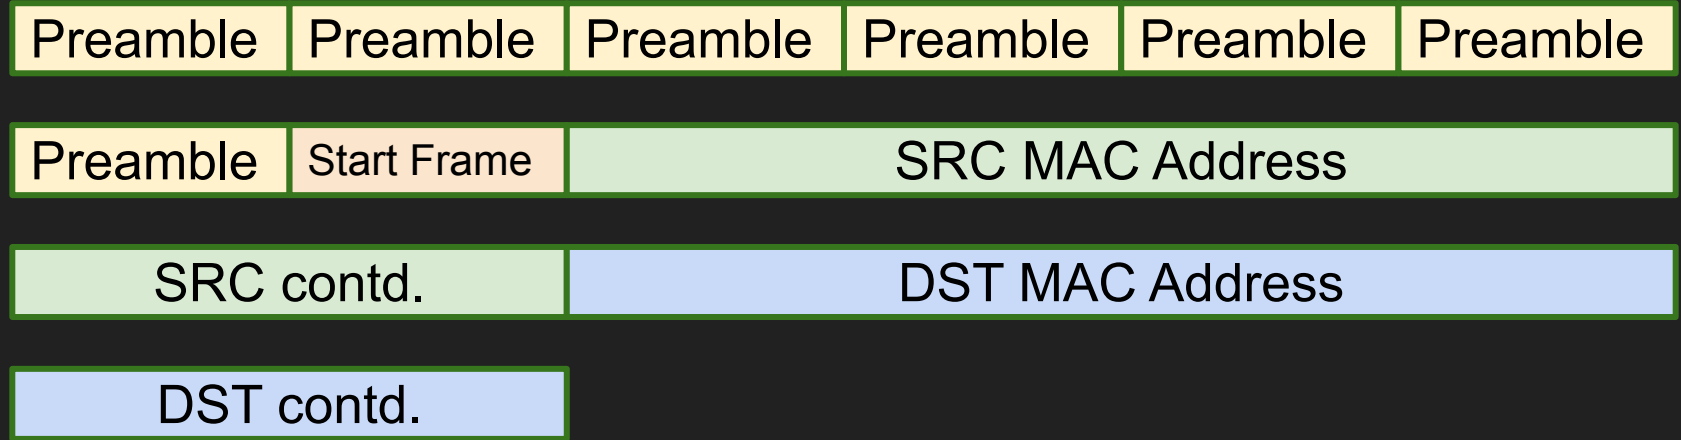 Preamble Preamble Preamble Preamble Preamble Preamble
Preamble Start Frame SRC MAC Address
SRC contd. DST MAC Address
DST contd.